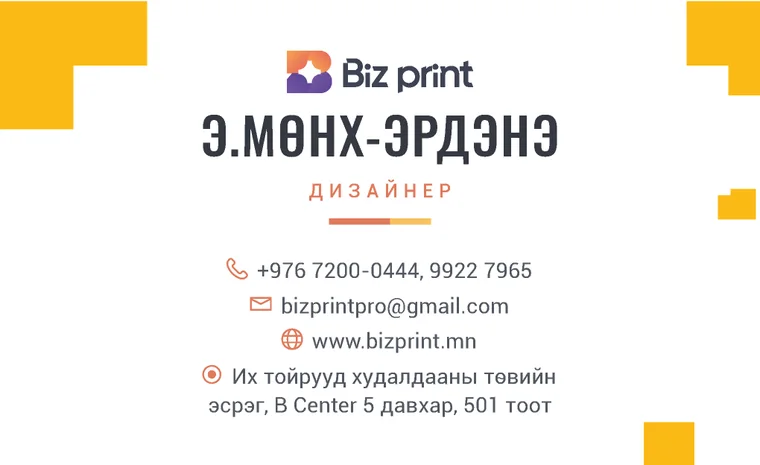 Biz print
Э.МӨНХ-ЭРДЭНЭ
ДИЗАЙНЕР
+976 7200-0444, 9922 7965
bizprintpro@gmail.com
www.bizprint.mn
Их тойрууд худалдааны төвийн
эсрэг, B Center 5 давхар, 501 тоот